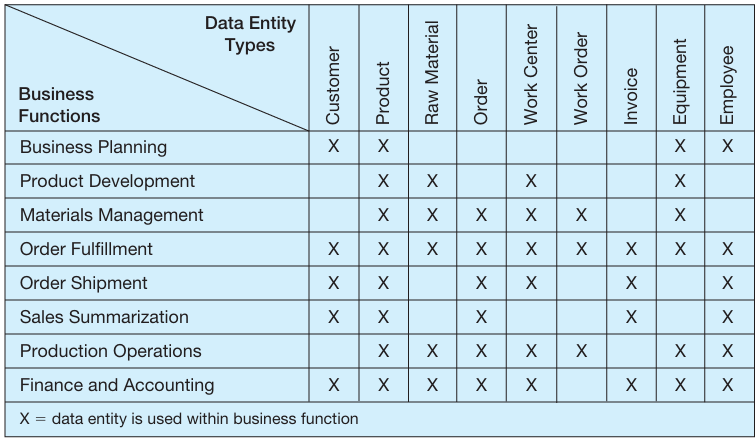 Data Entity
Types
Business
Functions
Customer
Product
Raw Material
Order
Work Center
Work Order
Invoice
Equipment
Employee
Business Planning X X X X
Product Development X X X X
Materials Management X X X X X X
Order Fulfillment X X X X X X X X X
Order Shipment X X X X X X
Sales Summarization X X X X X
Production Operations X X X X X X X
Finance and Accounting X X X X X X X X
X = data entity is used within business function